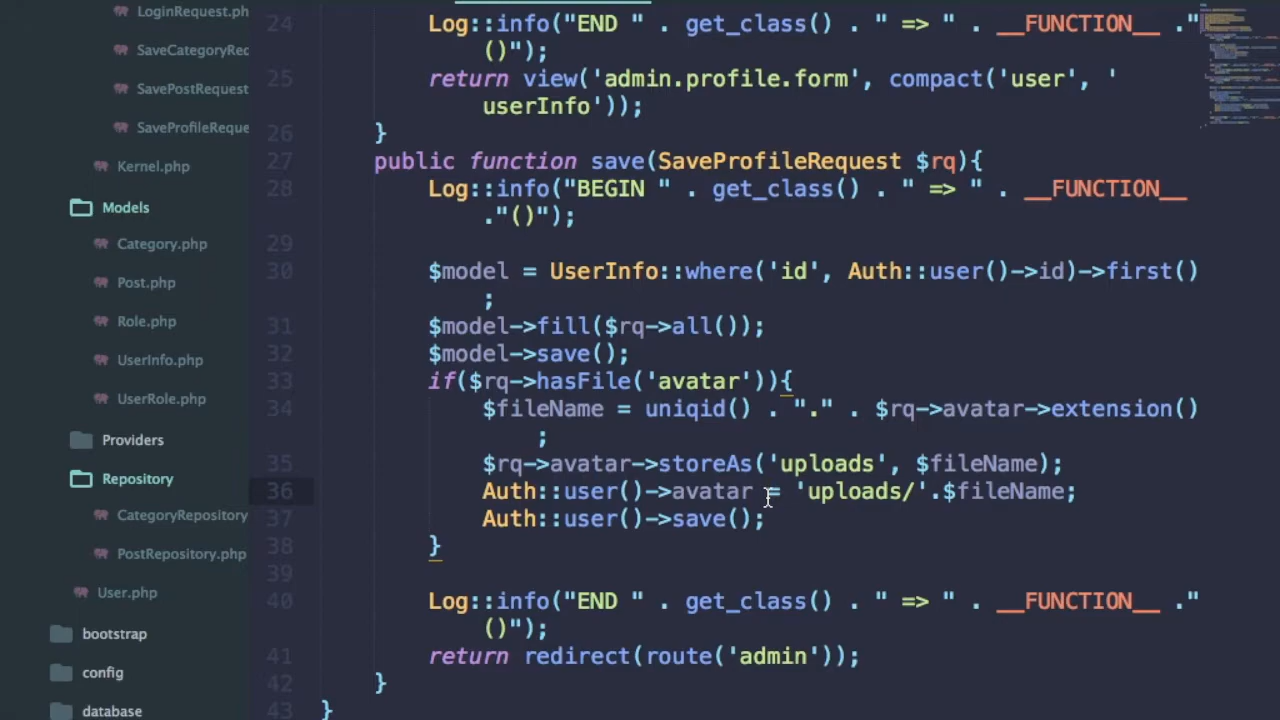 LoginRequest.ph
SaveCategoryRec
SavePostRequest
SaveProfileReque
Kernel.php
Models
Category.php
Post.php
Role.php
UserInfo.php
UserRole.php
Providers
Repository
CategoryRepository
PostRepository.php
User.php
bootstrap
config
database
24 Log::info("END " . get_class() . " => " . __FUNCTION__ ."
()");
25 return view('admin.profile.form', compact('user', '
userInfo'));
26 }
27 public function save(SaveProfileRequest $rq){
28 Log::info("BEGIN " . get_class() . " => " . __FUNCTION__
."()");
29
30 $model = UserInfo::where('id', Auth::user()->id)->first()
;
31 $model->fill($rq->all());
32 $model->save();
33 if($rq->hasFile('avatar')){
34 $fileName = uniqid() . "." . $rq->avatar->extension()
;
35 $rq->avatar->storeAs('uploads', $fileName);
36 Auth::user()->avatar = 'uploads/'.$fileName;
37 Auth::user()->save();
38 }
39
40 Log::info("END " . get_class() . " => " . __FUNCTION__ ."
()");
41 return redirect(route('admin'));
42 }
43 }